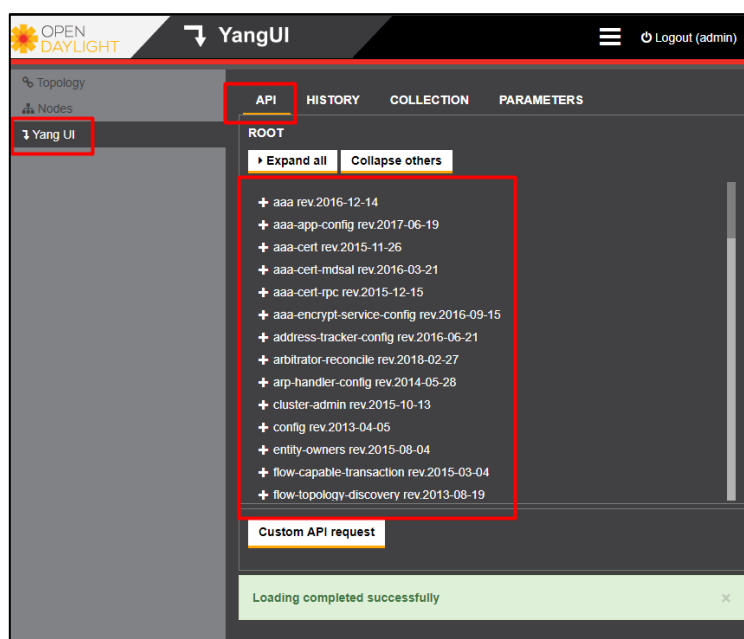 OPEN
DAYLIGHT
YangUI
Logout (admin)
Topology
Nodes
Yang UI
API HISTORY COLLECTION PARAMETERS
ROOT
Expand all Collapse others
aaa rev.2016-12-14
aaa-app-config rev.2017-06-19
aaa-cert rev.2015-11-26
aaa-cert-mdsal rev.2016-03-21
aaa-cert-rpc rev.2015-12-15
aaa-encrypt-service-config rev.2016-09-15
address-tracker-config rev.2016-06-21
arbitrator-reconcile rev.2018-02-27
arp-handler-config rev.2014-05-28
cluster-admin rev.2015-10-13
config rev.2013-04-05
entity-owners rev.2015-08-04
flow-capable-transaction rev.2015-03-04
flow-topology-discovery rev.2013-08-19
Custom API request
Loading completed successfully ×